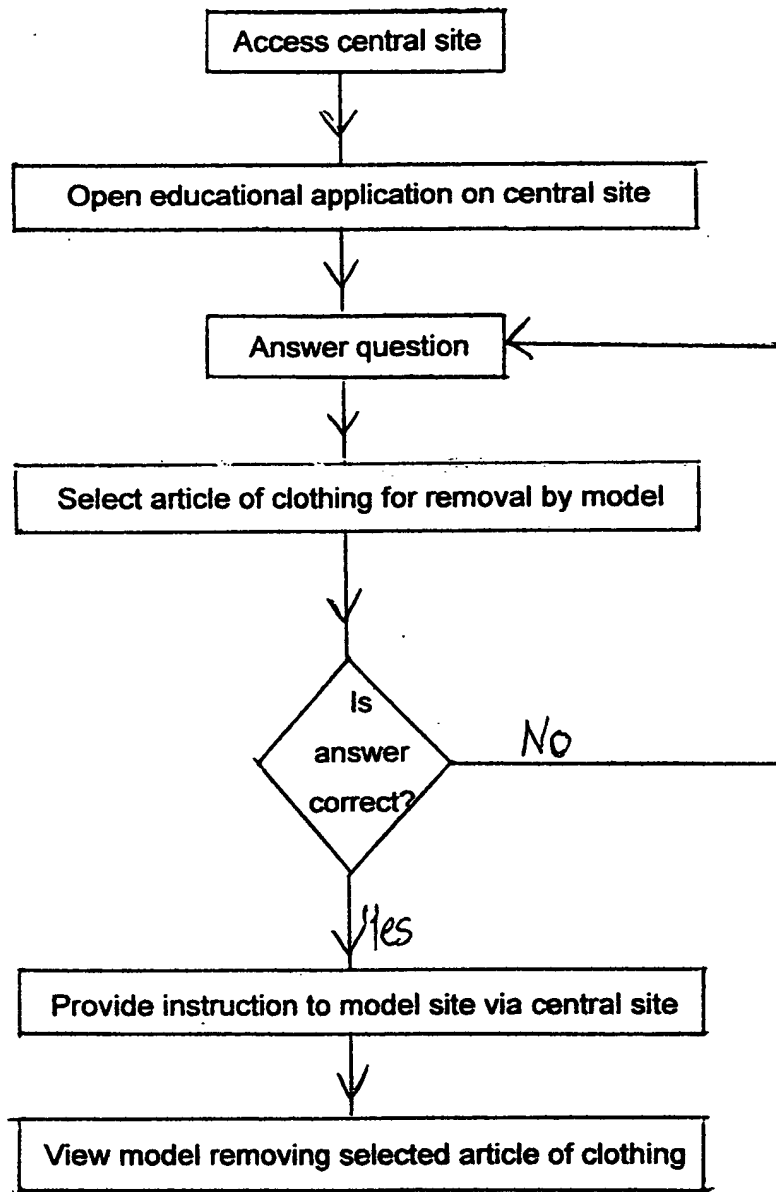 Access central site
Open educational application on central site
Answer question
Select article of clothing for removal by model
Is
answer
correct?
No
Yes
Provide instruction to model site via central site
View model removing selected article of clothing